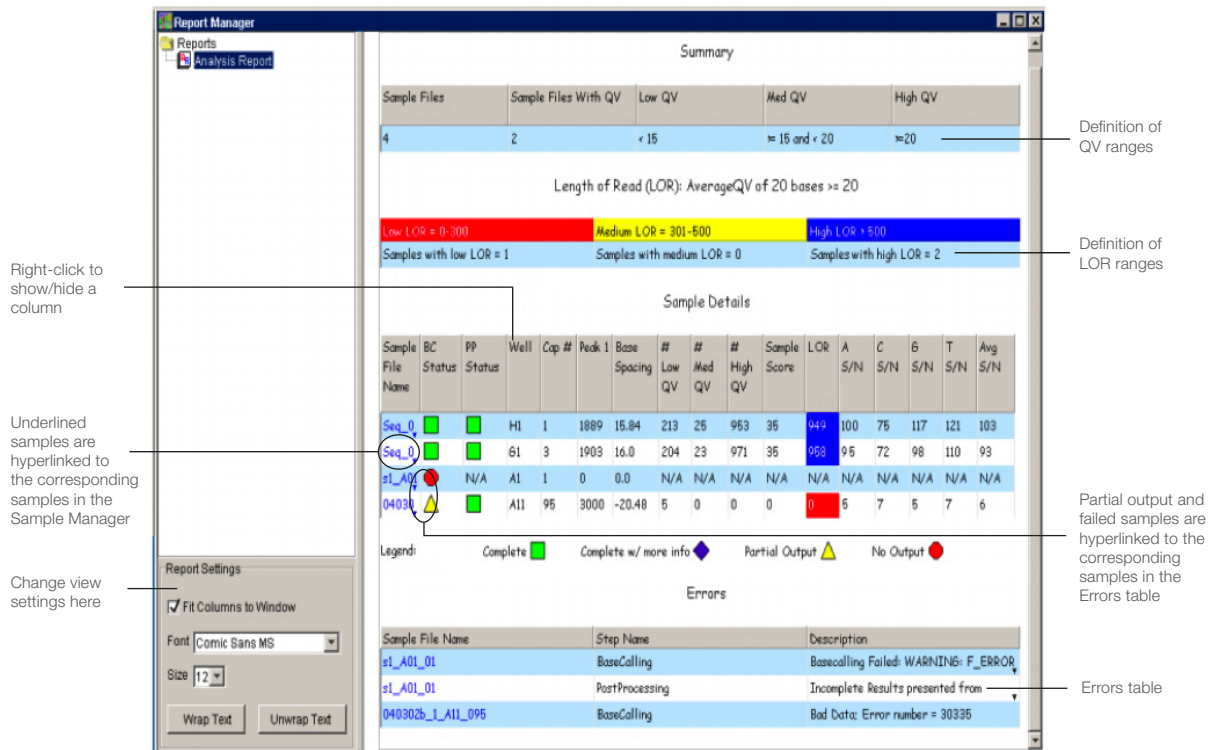 Report Manager
Reports
Analysis Report
Summary
Sample Files Sample Files With QV Low QV Med QV High QV
4 2 < 15 >= 15 and < 20 >=20
Definition of
QV ranges
Length of Read (LOR): AverageQV of 20 bases >= 20
Low LOR = 0-300 Medium LOR = 301-500 High LOR > 500
Samples with low LOR = 1 Samples with medium LOR = 0 Samples with high LOR = 2
Definition of
LOR ranges
Right-click to
show/hide a
column
Sample Details
Sample File Name BC Status PP Status Well Cap # Peak 1 Base Spacing # Low QV # Med QV # High QV Sample Score LOR A S/N C S/N G S/N T S/N Avg S/N
Seq_0 H1 1 1889 15.84 213 25 953 35 949 100 75 117 121 103
Seq_0 G1 3 1903 16.0 204 23 971 35 958 95 72 98 110 93
s1_A01 N/A A1 1 0 0.0 N/A N/A N/A N/A N/A N/A N/A N/A N/A N/A
04030 A11 95 3000 -20.48 5 0 0 0 0 5 7 5 7 6
Underlined
samples are
hyperlinked to
the corresponding
samples in the
Sample Manager
Partial output and
failed samples are
hyperlinked to the
corresponding
samples in the
Errors table
Legend: Complete Complete w/ more info Partial Output No Output
Report Settings
Fit Columns to Window
Font Comic Sans MS
Size 12
Wrap Text Unwrap Text
Change view
settings here
Errors
Sample File Name Step Name Description
s1_A01_01 BaseCalling Basecalling Failed: WARNING: F_ERROR
s1_A01_01 PostProcessing Incomplete Results presented from
040302b_1_A11_095 BaseCalling Bad Data; Error number = 30335
Errors table